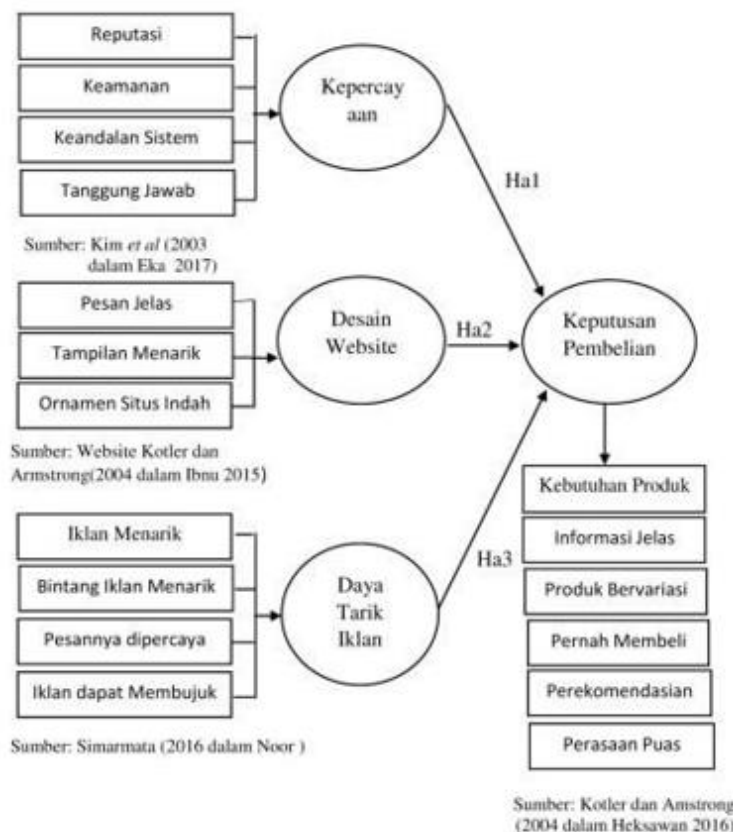 Reputasi
Keamanan
Keandalan Sistem
Tanggung Jawab
Sumber: Kim et al (2003
dalam Eka 2017)
Kepercay
aan
Ha1
Pesan Jelas
Tampilan Menarik
Ornamen Situs Indah
Sumber: Website Kotler dan
Armstrong(2004 dalam Ibnu 2015)
Desain
Website
Ha2
Keputusan
Pembelian
Iklan Menarik
Bintang Iklan Menarik
Pesannya dipercaya
Iklan dapat Membujuk
Sumber: Simarmata (2016 dalam Noor )
Daya
Tarik
Iklan
Ha3
Kebutuhan Produk
Informasi Jelas
Produk Bervariasi
Pernah Membeli
Perekomendasian
Perasaan Puas
Sumber: Kotler dan Amstrong
(2004 dalam Heksawan 2016)